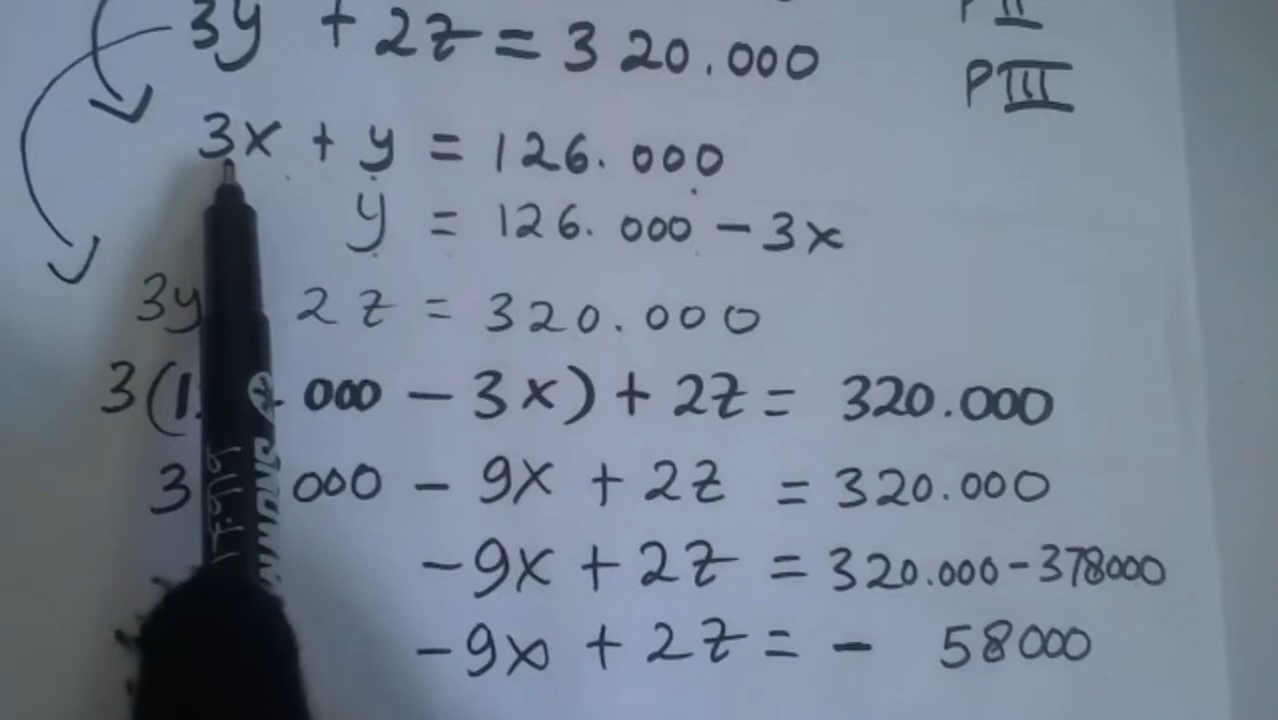 3y + 2z = 320.000
PII
PIII
3x + y = 126.000
y = 126.000 - 3x
3y 2z = 320.000
3(1 000 - 3x) + 2z = 320.000
3 000 - 9x + 2z = 320.000
-9x + 2z = 320.000 - 378000
-9x + 2z = - 58000